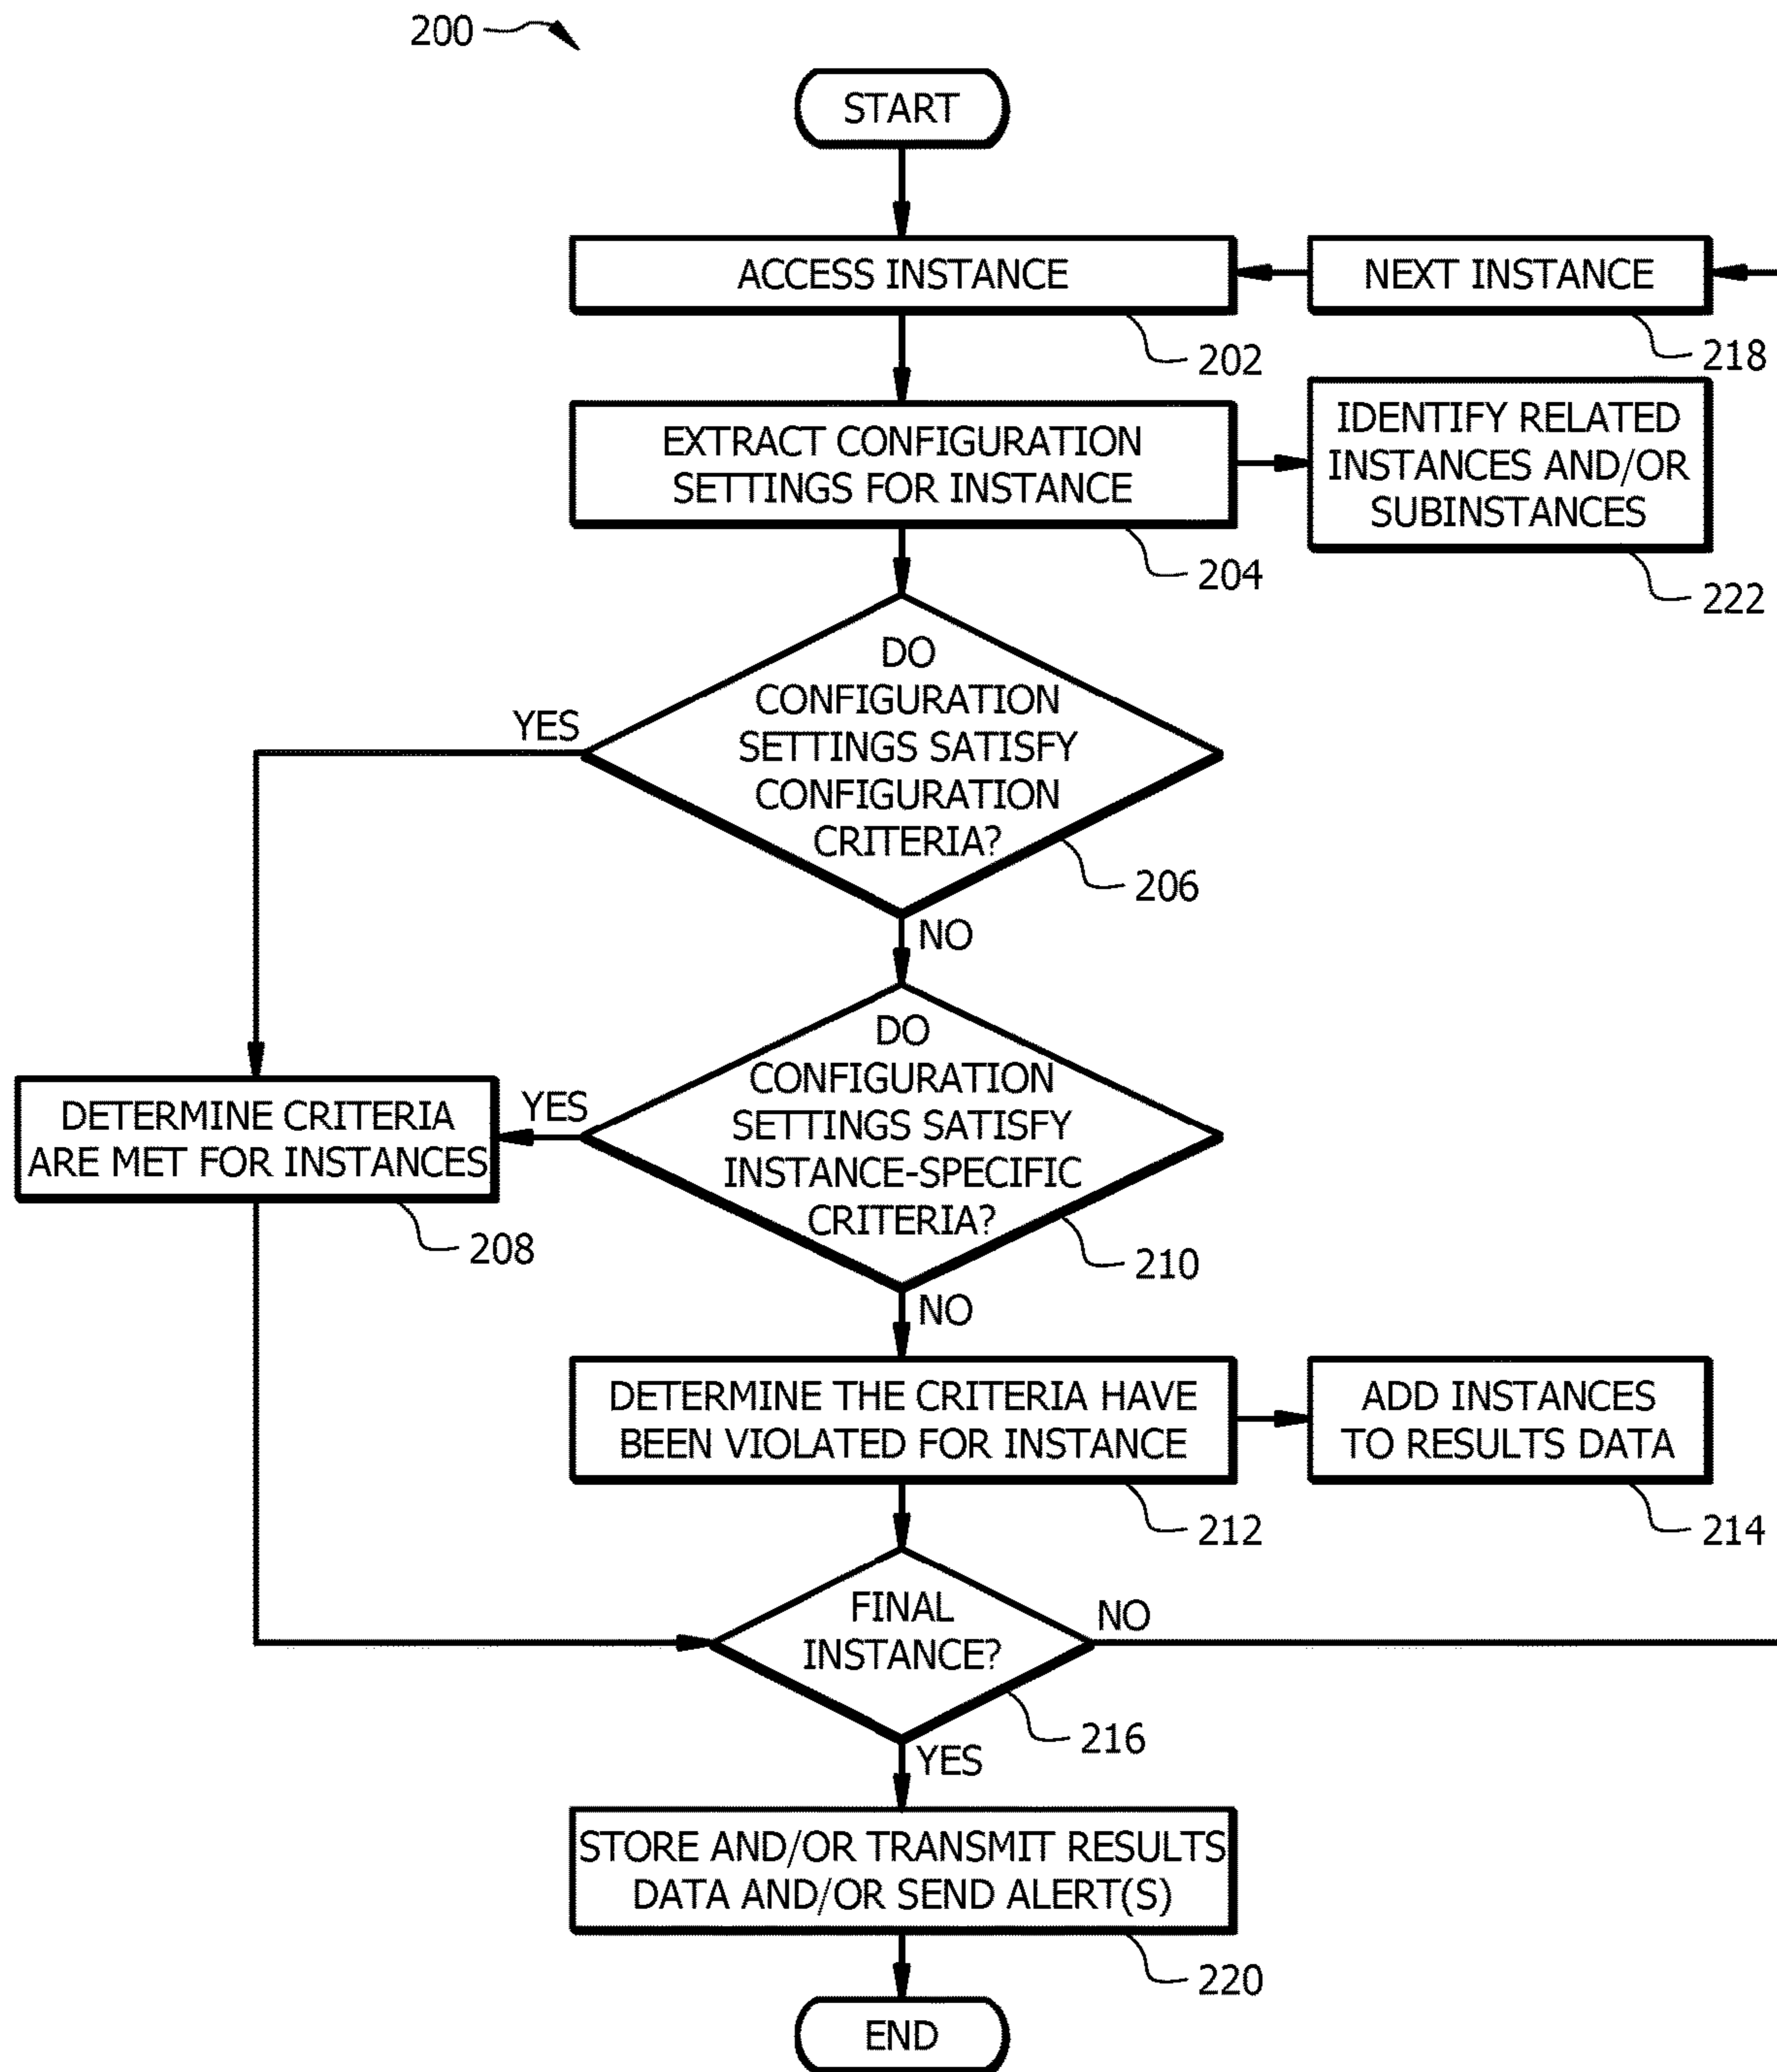 200
START
ACCESS INSTANCE
202
NEXT INSTANCE
218
EXTRACT CONFIGURATION
SETTINGS FOR INSTANCE
204
IDENTIFY RELATED
INSTANCES AND/OR
SUBINSTANCES
222
DO
CONFIGURATION
SETTINGS SATISFY
CONFIGURATION
CRITERIA?
206
YES
NO
DO
CONFIGURATION
SETTINGS SATISFY
INSTANCE-SPECIFIC
CRITERIA?
210
YES
DETERMINE CRITERIA
ARE MET FOR INSTANCES
208
NO
DETERMINE THE CRITERIA HAVE
BEEN VIOLATED FOR INSTANCE
212
ADD INSTANCES
TO RESULTS DATA
214
FINAL
INSTANCE?
216
NO
YES
STORE AND/OR TRANSMIT RESULTS
DATA AND/OR SEND ALERT(S)
220
END